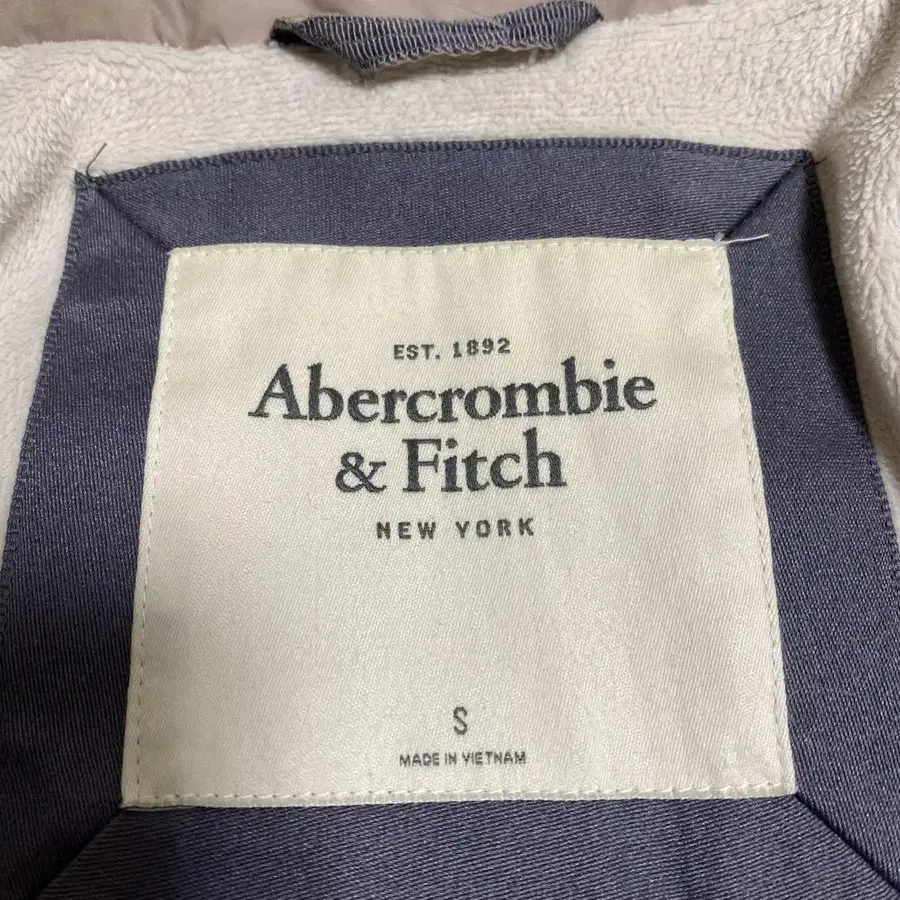 EST. 1892
Abercrombie
& Fitch
NEW YORK
S
MADE IN VIETNAM